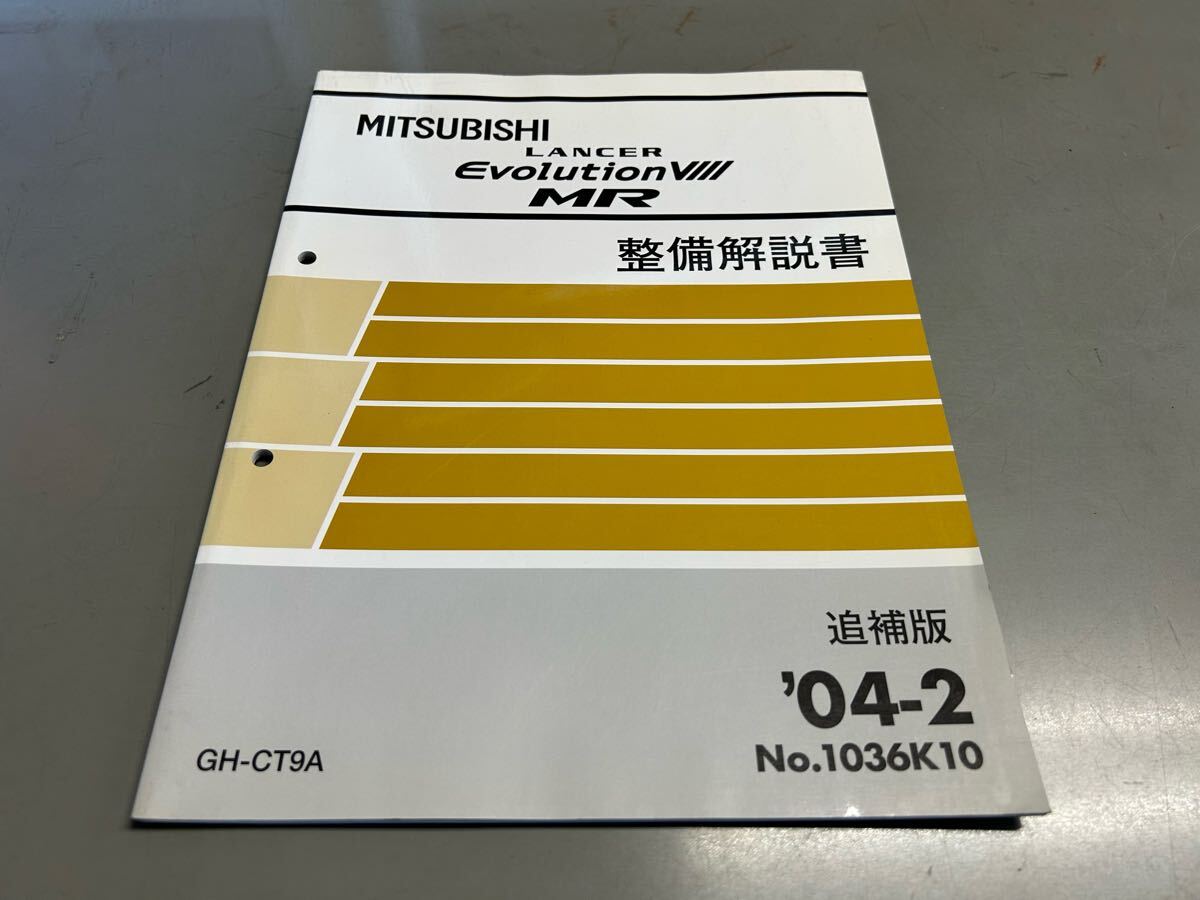 MITSUBISHI
LANCER
Evolution VIII
MR
整備解説書
追補版
'04-2
No.1036K10
GH-CT9A